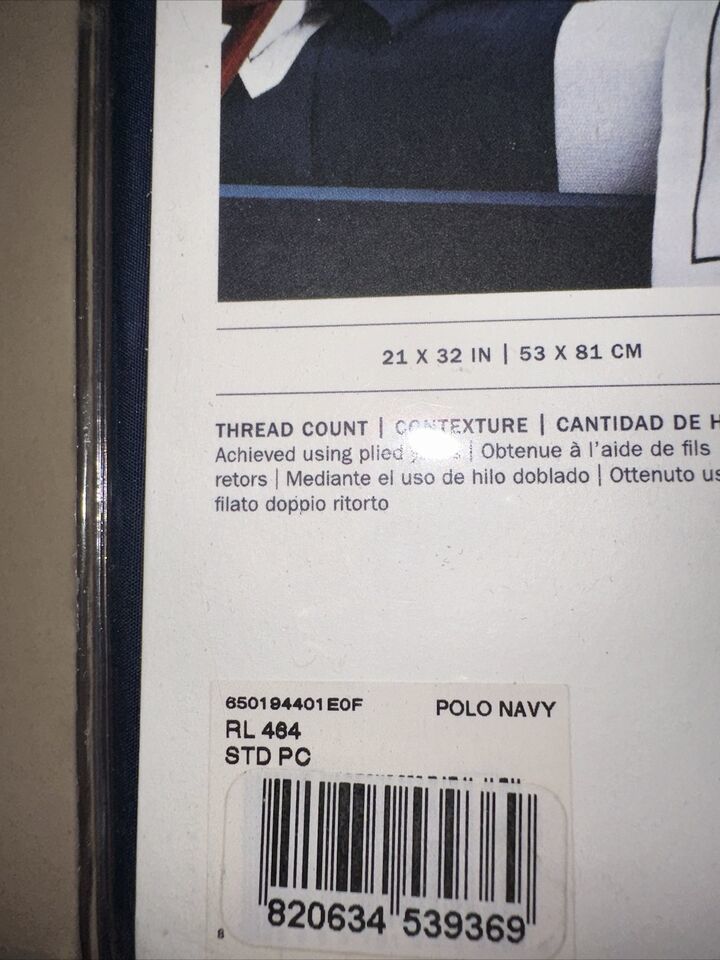 21 X 32 IN | 53 X 81 CM
THREAD COUNT | CONTEXTURE | CANTIDAD DE H
Achieved using plied | Obtenue à l'aide de fils
retors | Mediante el uso de hilo doblado | Ottenuto us
filato doppio ritorto
650194401E0F POLO NAVY
RL 464
STD PC
8
820634 539369